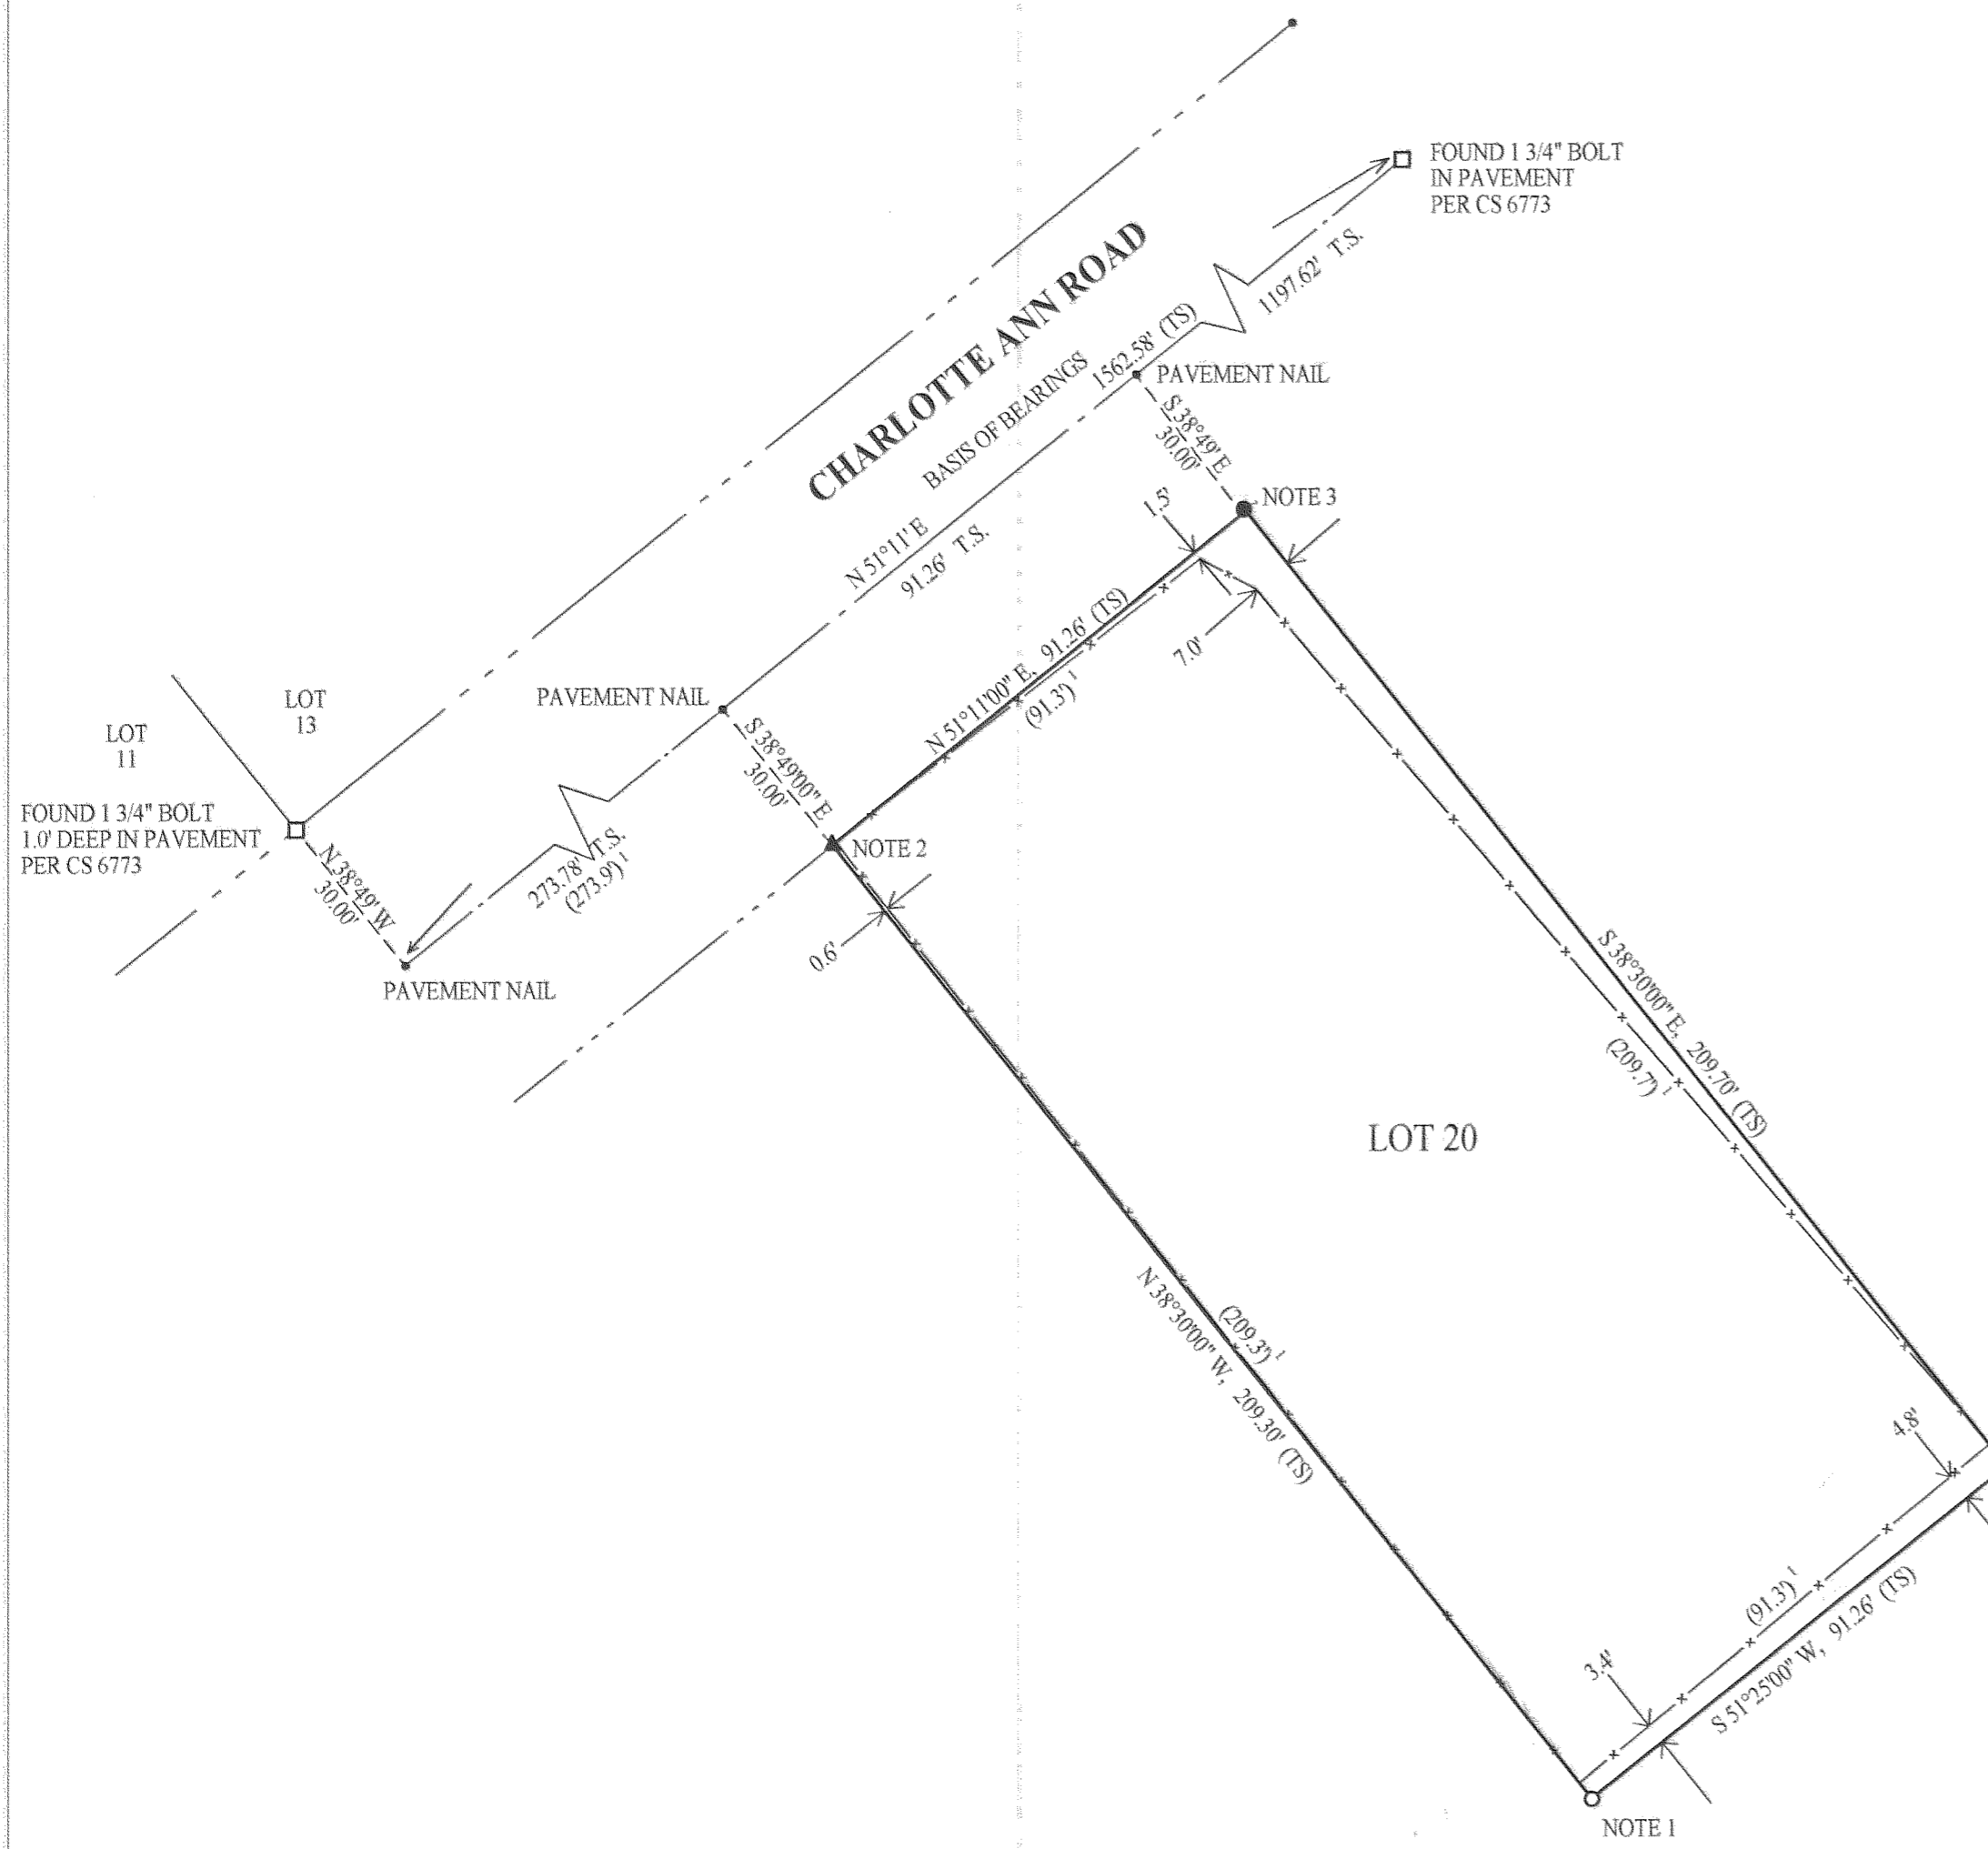 FOUND 1 3/4" BOLT
IN PAVEMENT
PER CS 6773
1197.62' T.S.
CHARLOTTE ANN ROAD
1562.58' (TS)
BASIS OF BEARINGS
PAVEMENT NAIL
S 38°49' E
30.00'
NOTE 3
1.5'
N 51°11' E
91.26' T.S.
7.0'
N 51°11'00" E, 91.26' (TS)
(91.3')¹
LOT
13
LOT
11
PAVEMENT NAIL
S 38°49'00" E
30.00'
FOUND 1 3/4" BOLT
1.0' DEEP IN PAVEMENT
PER CS 6773
N 38°49' W
30.00'
273.78' T.S.
(273.9')¹
NOTE 2
0.6'
PAVEMENT NAIL
S 38°30'00" E, 209.70' (TS)
(209.7')¹
LOT 20
(209.3')¹
N 38°30'00" W, 209.30' (TS)
4.8'
(91.3')¹
S 51°25'00" W, 91.26' (TS)
3.4'
NOTE 1